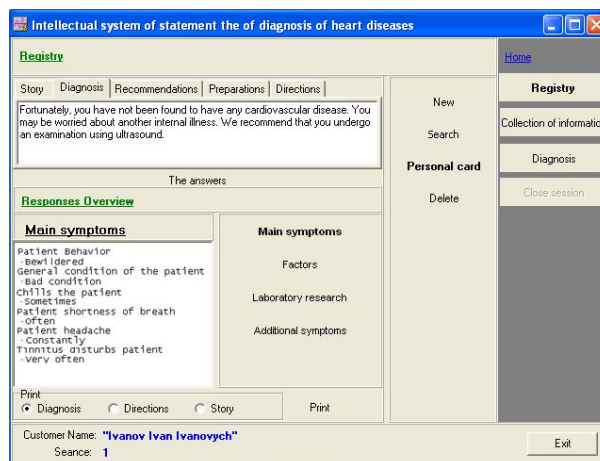 Intellectual system of statement the of diagnosis of heart diseases
Registry
Home
Story Diagnosis Recommendations Preparations Directions
Fortunately, you have not been found to have any cardiovascular disease. You
may be worried about another internal illness. We recommend that you undergo
an examination using ultrasound.
The answers
Responses Overview
Main symptoms
Patient Behavior
·Bewildered
General condition of the patient
·Bad condition
Chills the patient
·Sometimes
Patient shortness of breath
·Often
Patient headache
·Constantly
Tinnitus disturbs patient
·Very often
Main symptoms
Factors
Laboratory research
Additional symptoms
New
Search
Personal card
Delete
Registry
Collection of informatio
Diagnosis
Close session
Print
Diagnosis Directions Story Print
Customer Name: "Ivanov Ivan Ivanovych"
Seance: 1
Exit